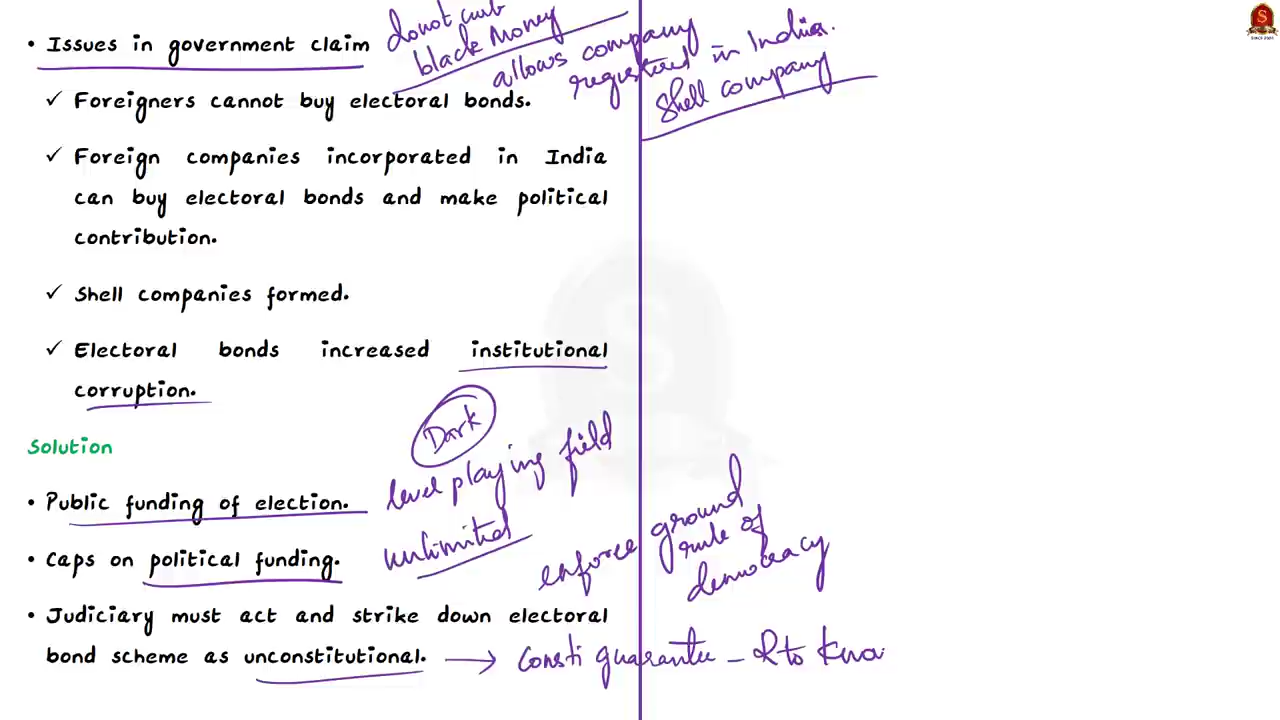 • Issues in government claim
donot curb
black Money
allows company
registered in India.
Shell company
✓ Foreigners cannot buy electoral bonds.
✓ Foreign companies incorporated in India
can buy electoral bonds and make political
contribution.
✓ Shell companies formed.
✓ Electoral bonds increased institutional
corruption.
Dark
Solution
level playing field
• Public funding of election.
unlimited
• Caps on political funding.
enforce ground
rule of
democracy
• Judiciary must act and strike down electoral
bond scheme as unconstitutional. → Consti guarantee - R to Kno
S
SINCE 2004